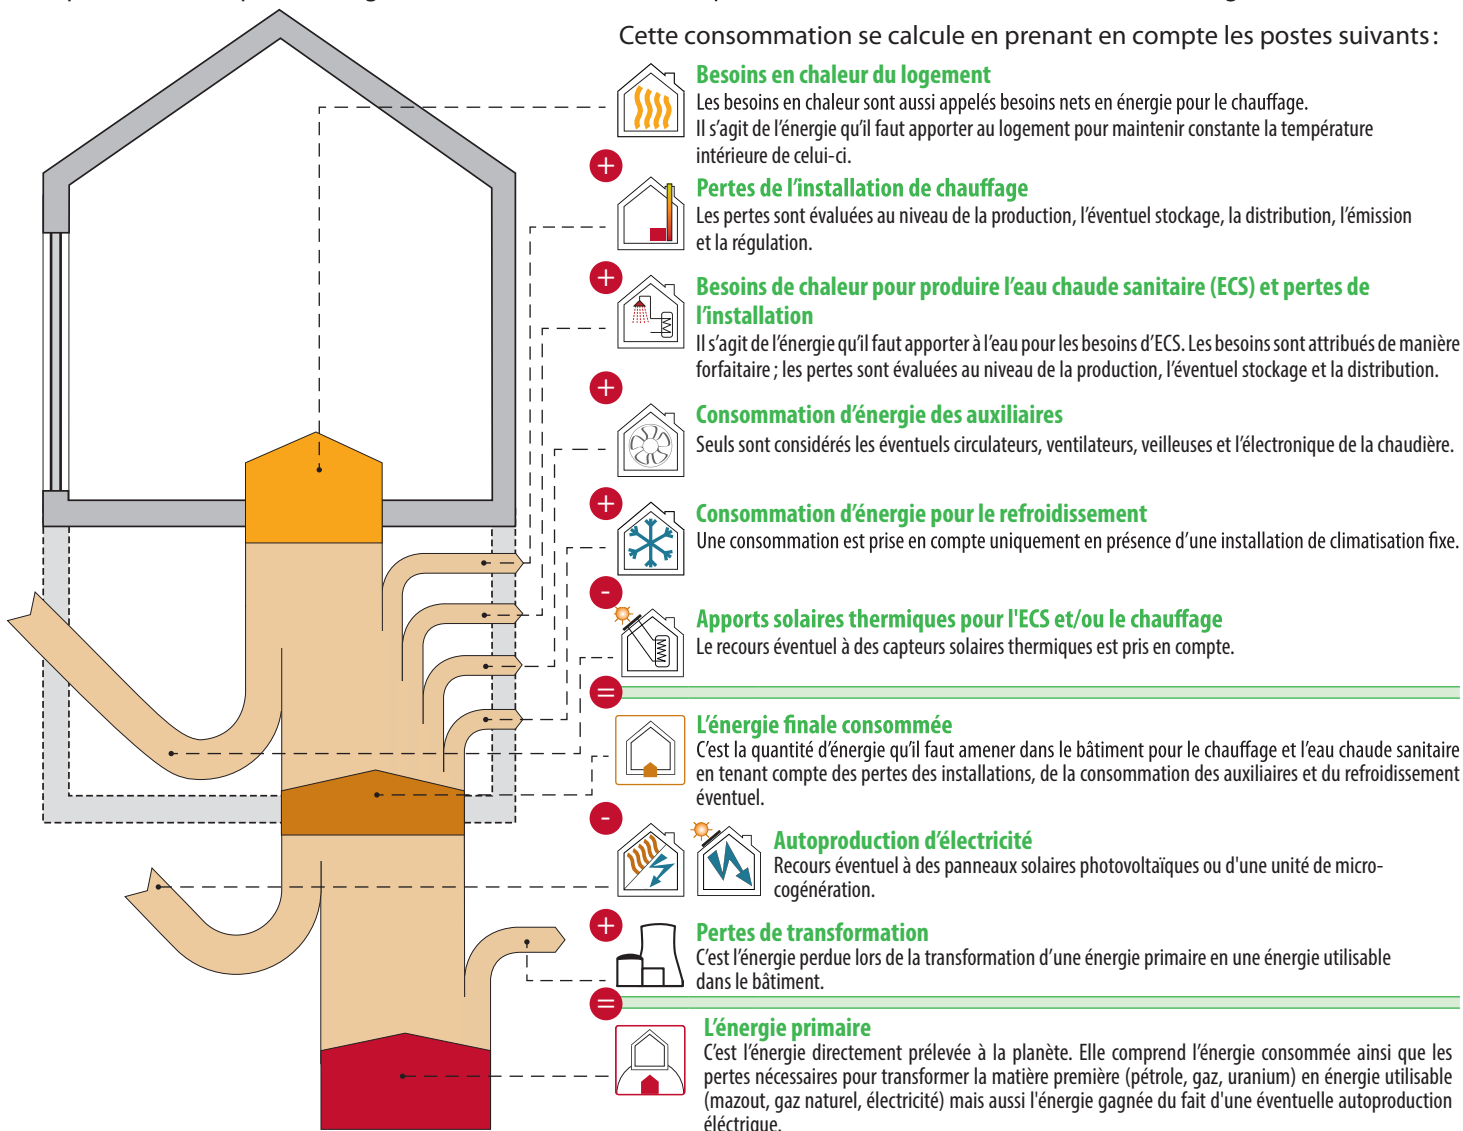 Cette consommation se calcule en prenant en compte les postes suivants :
Besoins en chaleur du logement
Les besoins en chaleur sont aussi appelés besoins nets en énergie pour le chauffage.
Il s'agit de l'énergie qu'il faut apporter au logement pour maintenir constante la température
intérieure de celui-ci.
+
Pertes de l'installation de chauffage
Les pertes sont évaluées au niveau de la production, l'éventuel stockage, la distribution, l'émission
et la régulation.
+
Besoins de chaleur pour produire l'eau chaude sanitaire (ECS) et pertes de
l'installation
Il s'agit de l'énergie qu'il faut apporter à l'eau pour les besoins d'ECS. Les besoins sont attribués de manière
forfaitaire ; les pertes sont évaluées au niveau de la production, l'éventuel stockage et la distribution.
+
Consommation d'énergie des auxiliaires
Seuls sont considérés les éventuels circulateurs, ventilateurs, veilleuses et l'électronique de la chaudière.
+
Consommation d'énergie pour le refroidissement
Une consommation est prise en compte uniquement en présence d'une installation de climatisation fixe.
-
Apports solaires thermiques pour l'ECS et/ou le chauffage
Le recours éventuel à des capteurs solaires thermiques est pris en compte.
=
L'énergie finale consommée
C'est la quantité d'énergie qu'il faut amener dans le bâtiment pour le chauffage et l'eau chaude sanitaire
en tenant compte des pertes des installations, de la consommation des auxiliaires et du refroidissement
éventuel.
-
Autoproduction d'électricité
Recours éventuel à des panneaux solaires photovoltaïques ou d'une unité de micro-
cogénération.
+
Pertes de transformation
C'est l'énergie perdue lors de la transformation d'une énergie primaire en une énergie utilisable
dans le bâtiment.
=
L'énergie primaire
C'est l'énergie directement prélevée à la planète. Elle comprend l'énergie consommée ainsi que les
pertes nécessaires pour transformer la matière première (pétrole, gaz, uranium) en énergie utilisable
(mazout, gaz naturel, électricité) mais aussi l'énergie gagnée du fait d'une éventuelle autoproduction
éléctrique.